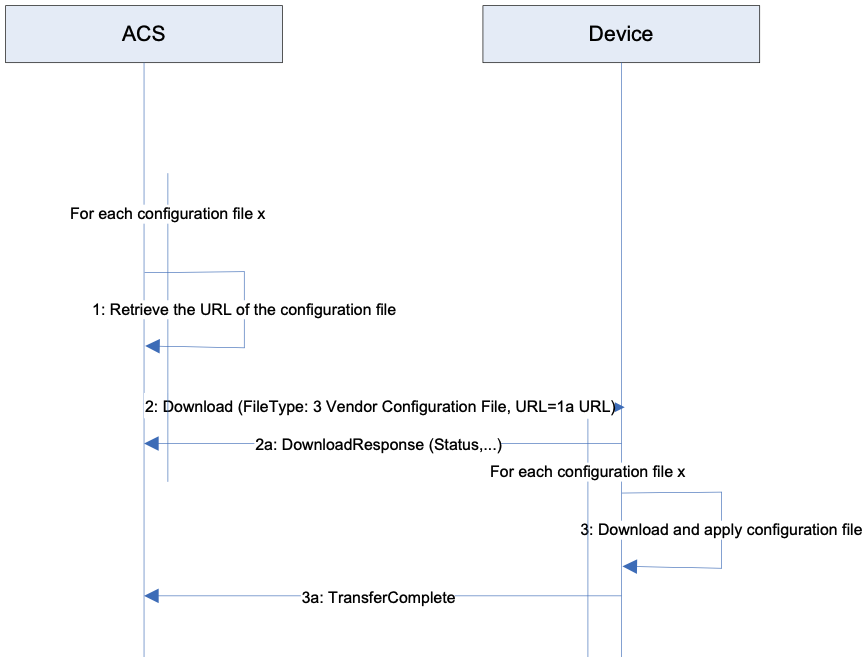 ACS
Device
For each configuration file x
1: Retrieve the URL of the configuration file
2: Download (FileType: 3 Vendor Configuration File, URL=1a URL)
2a: DownloadResponse (Status,...)
For each configuration file x
3: Download and apply configuration file
3a: TransferComplete